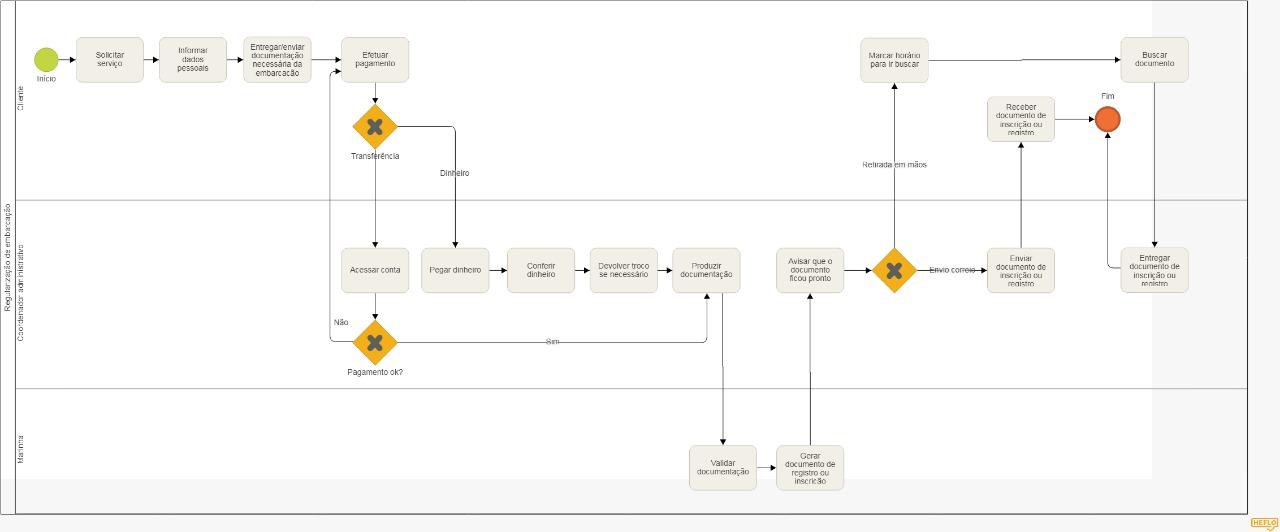 Regularização de embarcação
Cliente
Início
Solicitar
serviço
Informar
dados
pessoais
Entregar/enviar
documentação
necessária da
embarcacão
Efetuar
pagamento
Transferência
Dinheiro
Marcar horário
para ir buscar
Buscar
documento
Receber
documento de
inscrição ou
registro
Fim
Retirada em mãos
Coordenador administrativo
Acessar conta
Pegar dinheiro
Conferir
dinheiro
Devolver troco
se necessário
Produzir
documentação
Avisar que o
documento
ficou pronto
Envio correio
Enviar
documento de
inscrição ou
registro
Entregar
documento de
inscrição ou
registro
Não
Sim
Pagamento ok?
Marinha
Validar
documentação
Gerar
documento de
registro ou
inscricão
HEFLO